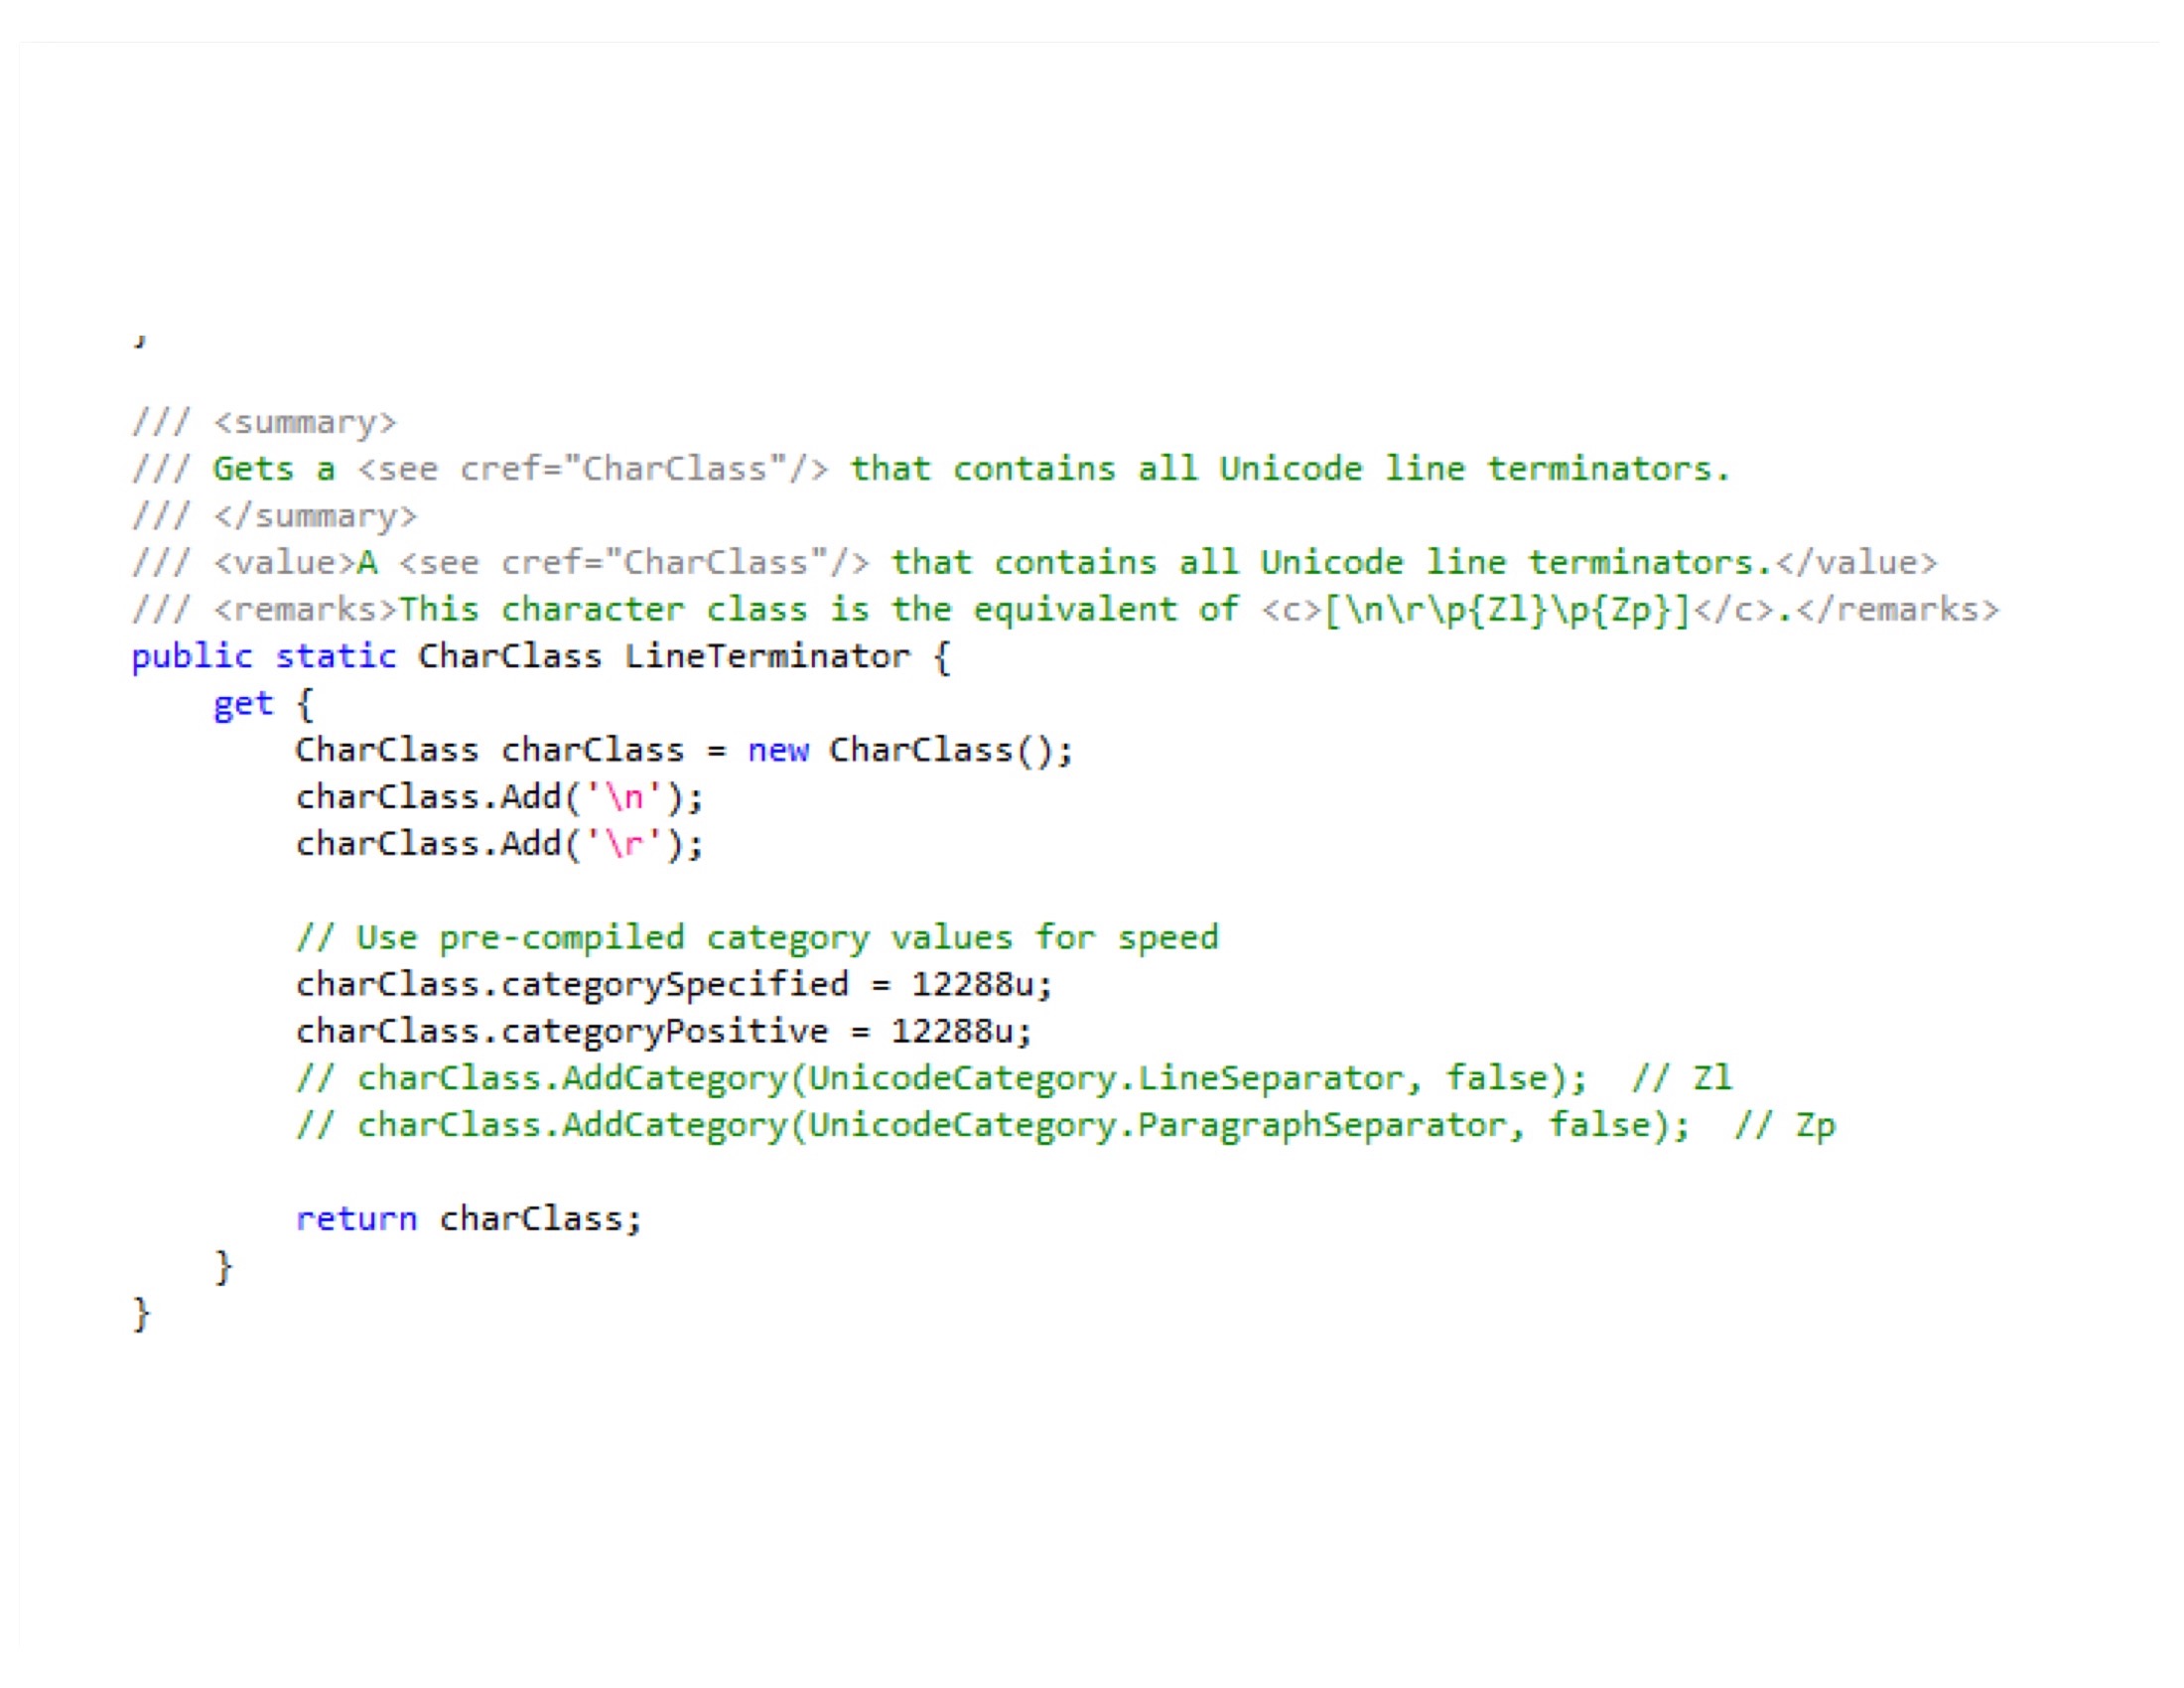 /// <summary>
/// Gets a <see cref="CharClass"/> that contains all Unicode line terminators.
/// </summary>
/// <value>A <see cref="CharClass"/> that contains all Unicode line terminators.</value>
/// <remarks>This character class is the equivalent of <c>[\n\r\p{Zl}\p{Zp}]</c>.</remarks>
public static CharClass LineTerminator {
    get {
        CharClass charClass = new CharClass();
        charClass.Add('\n');
        charClass.Add('\r');

        // Use pre-compiled category values for speed
        charClass.categorySpecified = 12288u;
        charClass.categoryPositive = 12288u;
        // charClass.AddCategory(UnicodeCategory.LineSeparator, false);  // Zl
        // charClass.AddCategory(UnicodeCategory.ParagraphSeparator, false);  // Zp

        return charClass;
    }
}